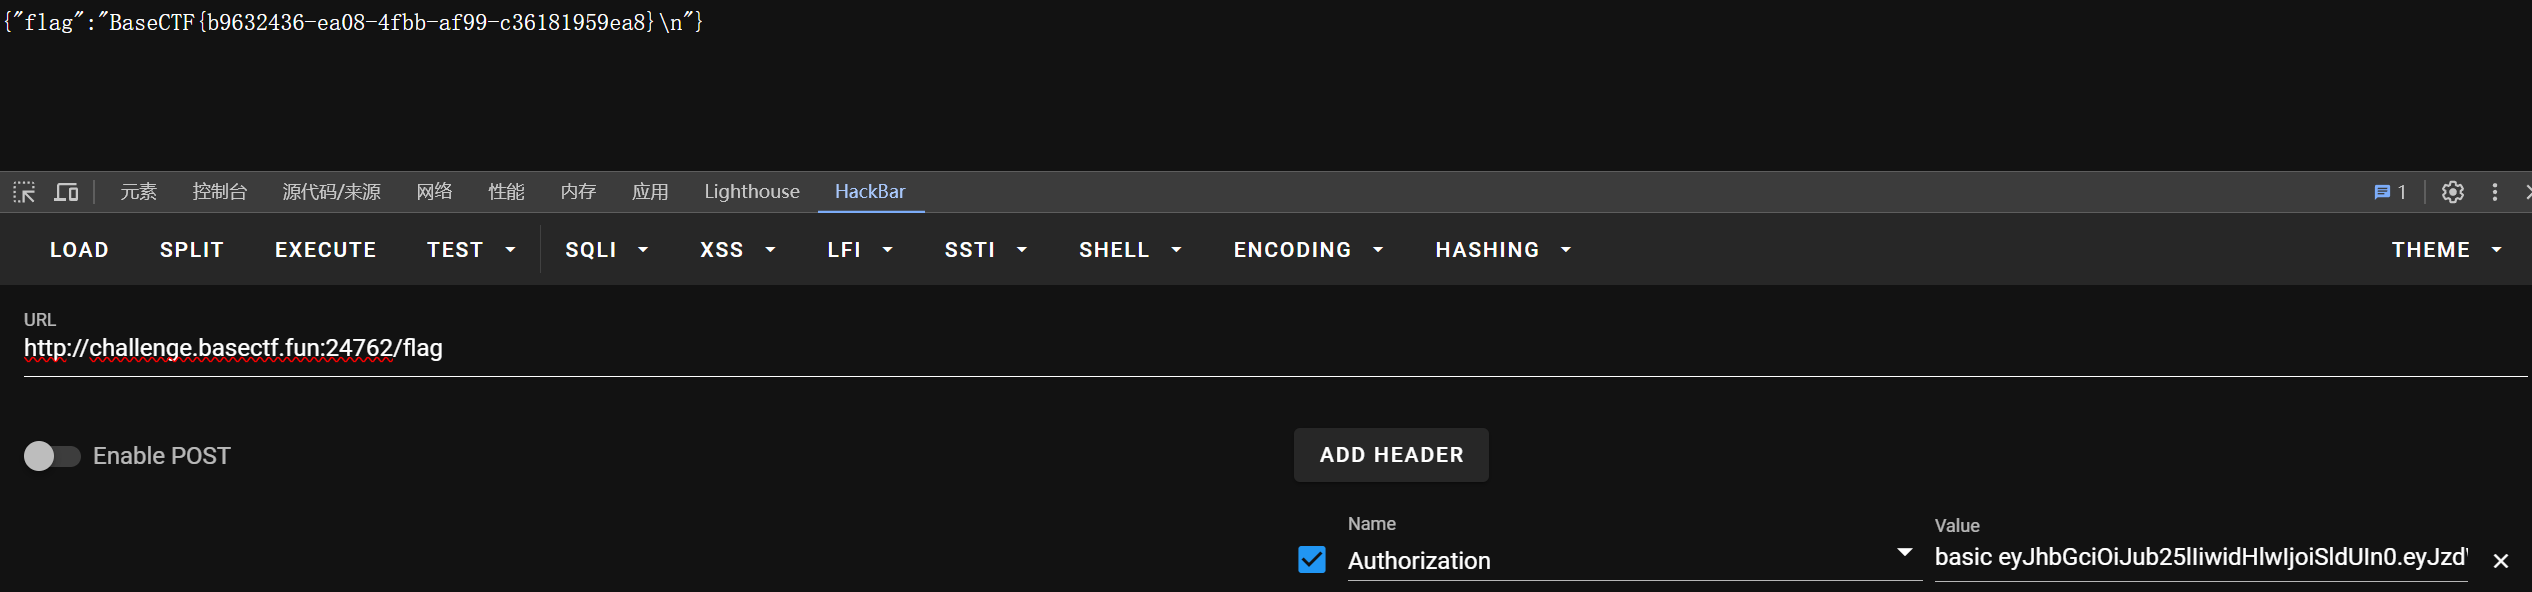 {"flag":"BaseCTF{b9632436-ea08-4fbb-af99-c36181959ea8}\n"}
元素 控制台 源代码/来源 网络 性能 内存 应用 Lighthouse HackBar 1
LOAD SPLIT EXECUTE TEST SQLI XSS LFI SSTI SHELL ENCODING HASHING THEME
URL
http://challenge.basectf.fun:24762/flag
Enable POST
ADD HEADER
Name
Authorization
Value
basic eyJhbGciOiJub25lIiwidHlwIjoiSldUIn0.eyJzd